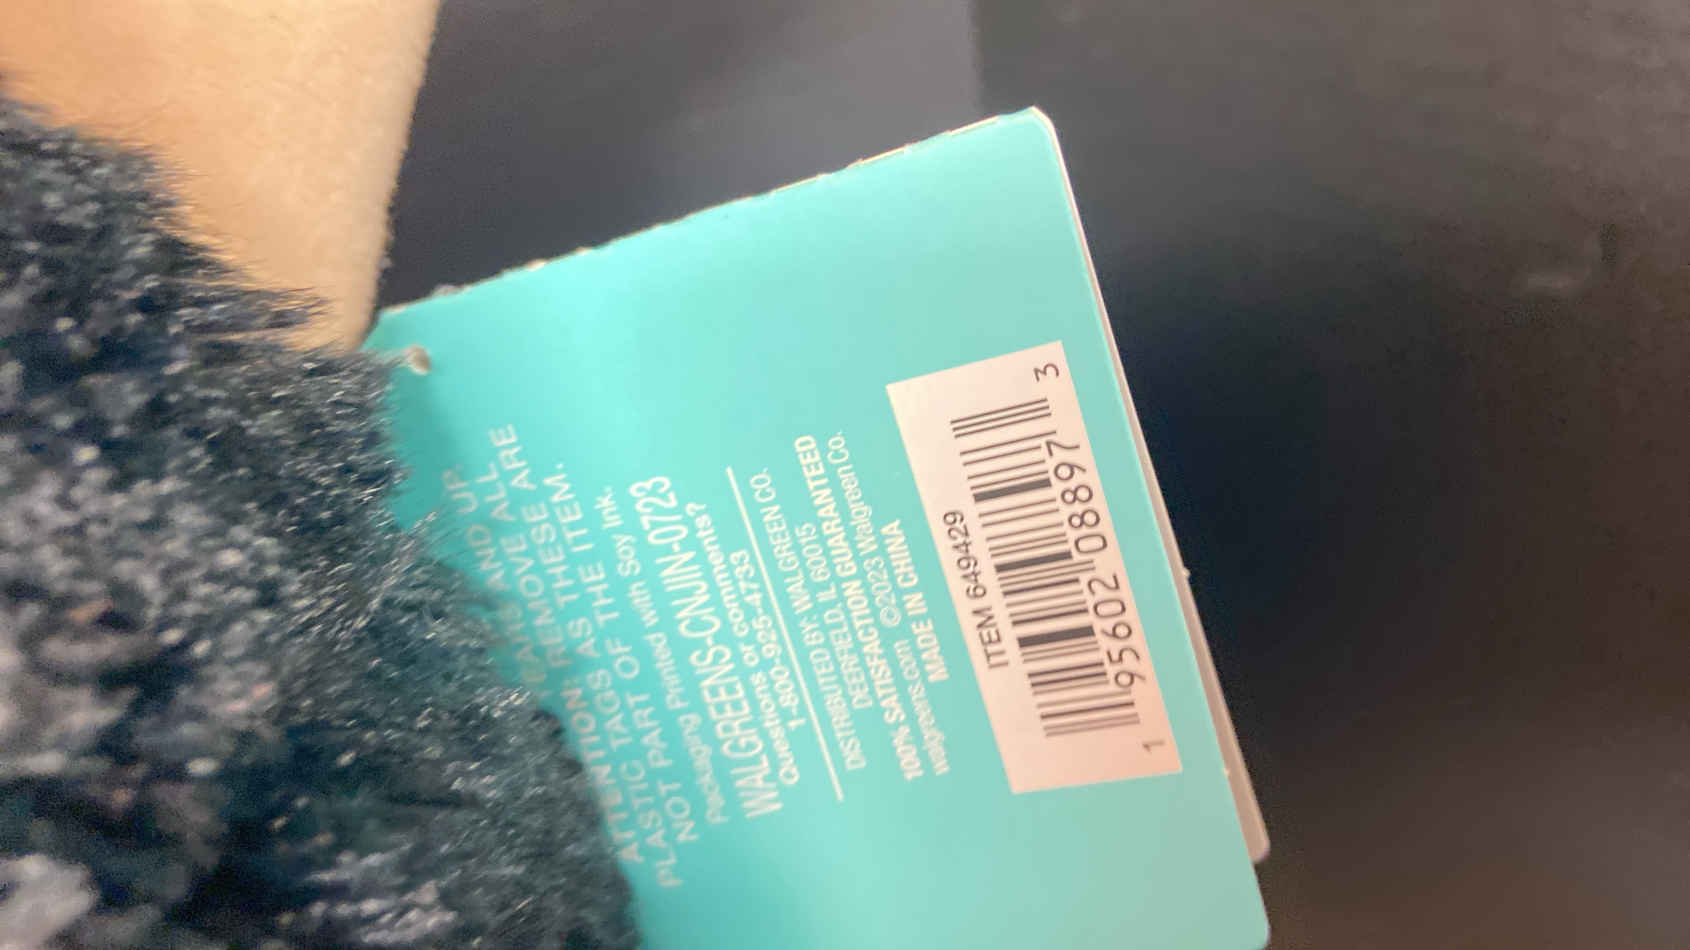 AND UP.
REMOVE ALL
ATTENTION THESE ARE
PLASTIC TAGS AS THE ITEM.
NOT PART OF
Packaging Printed with Soy Ink.
WALGREENS-CNJIN-0723
Questions or comments?
1-800-925-4733
DISTRIBUTED BY: WALGREEN CO.
DEERFIELD, IL 60015
100% SATISFACTION GUARANTEED
walgreens.com ©2023 Walgreen Co.
MADE IN CHINA
ITEM 649429
1 95602 08897 3